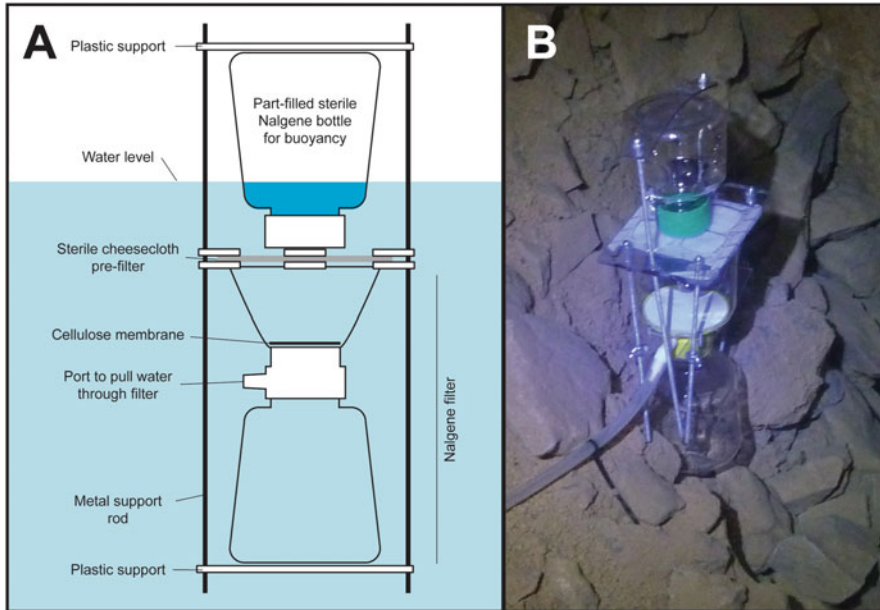 A
B
Plastic support
Part-filled sterile
Nalgene bottle
for buoyancy
Water level
Sterile cheesecloth
pre-filter
Cellulose membrane
Port to pull water
through filter
Nalgene filter
Metal support
rod
Plastic support